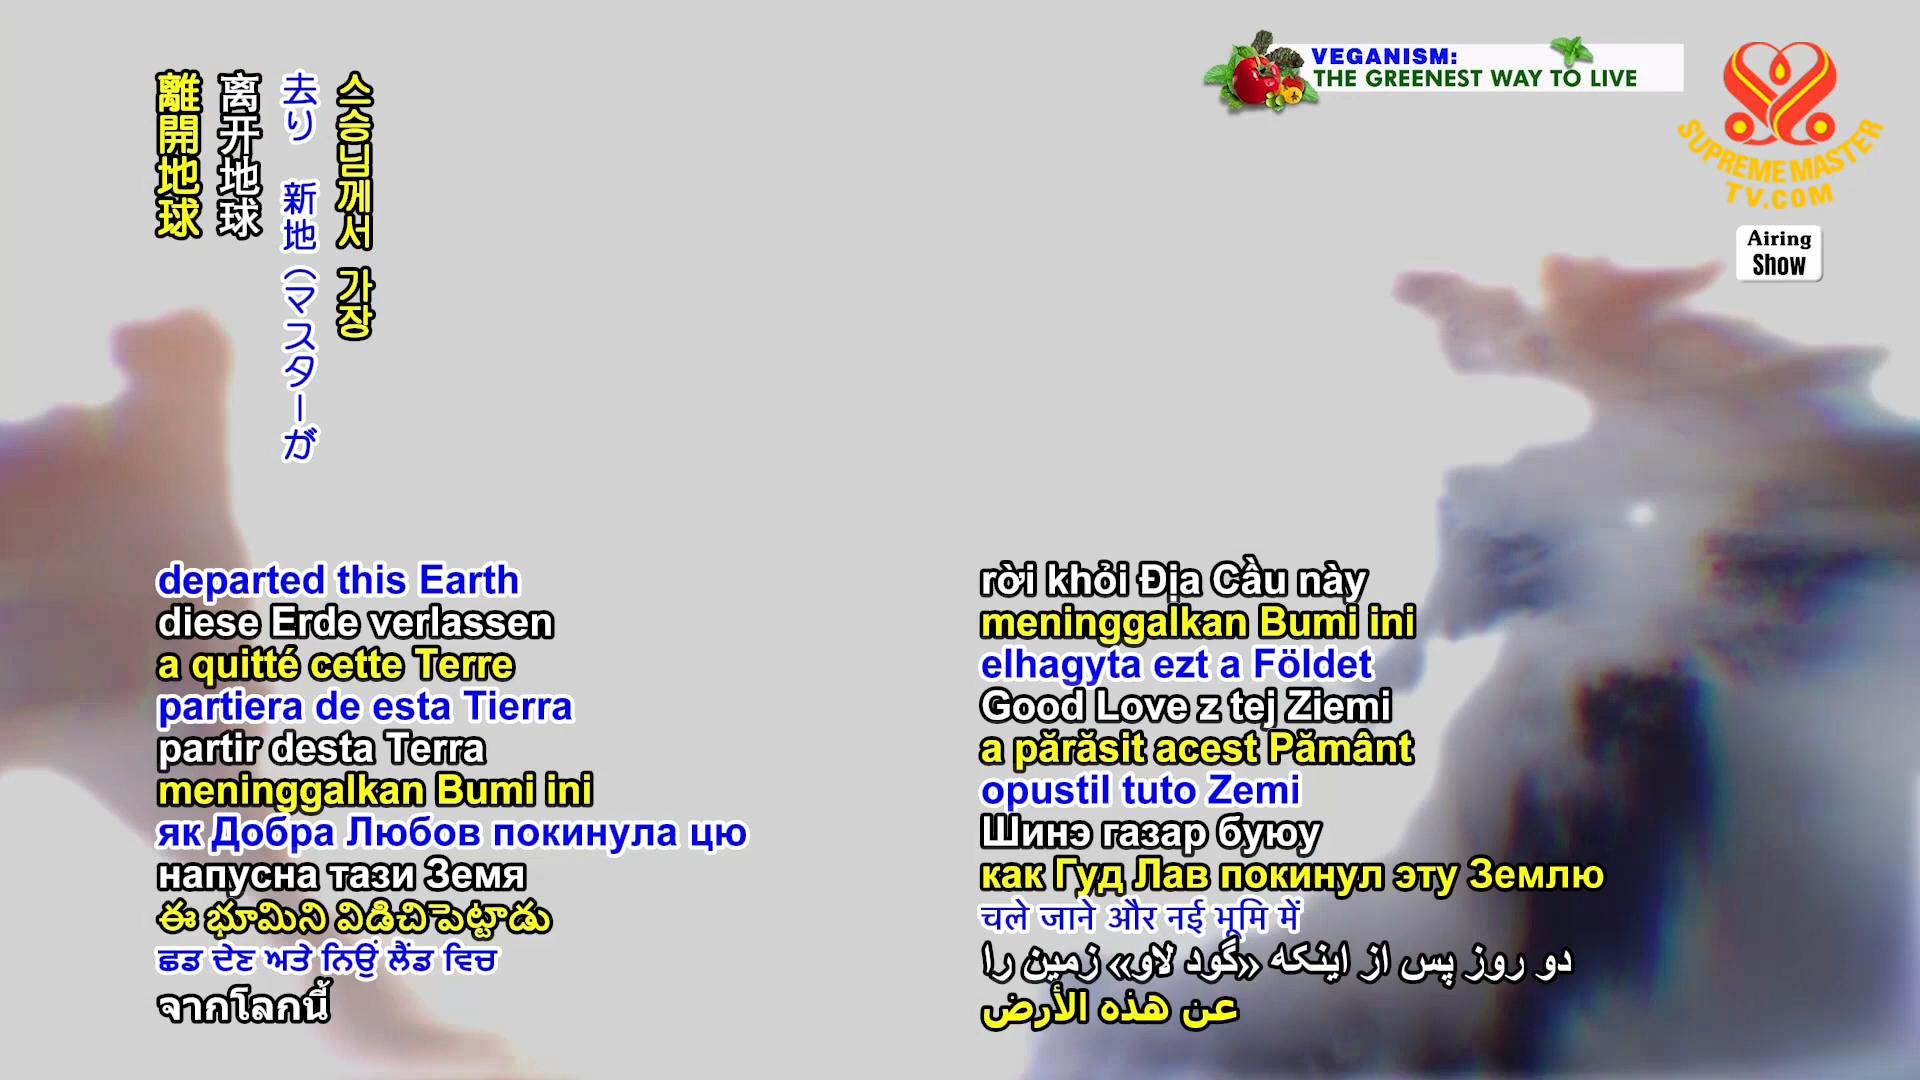 VEGANISM:
THE GREENEST WAY TO LIVE
SUPREME MASTER
TV.COM
Airing
Show
스승님께서 가장
去り 新地(マスターが
离开地球
離開地球
departed this Earth
diese Erde verlassen
a quitté cette Terre
partiera de esta Tierra
partir desta Terra
meninggalkan Bumi ini
як Добра Любов покинула цю
напусна тази Земя
ఈ భూమిని విడిచిపెట్టాడు
ਛਡ ਦੇਣ ਅਤੇ ਨਿਉਂ ਲੈਂਡ ਵਿਚ
จากโลกนี้
rời khỏi Địa Cầu này
meninggalkan Bumi ini
elhagyta ezt a Földet
Good Love z tej Ziemi
a părăsit acest Pământ
opustil tuto Zemi
Шинэ газар буюу
как Гуд Лав покинул эту Землю
चले जाने और नई भूमि में
دو روز پس از اینکه «گود لاو» زمین را
عن هذه الأرض